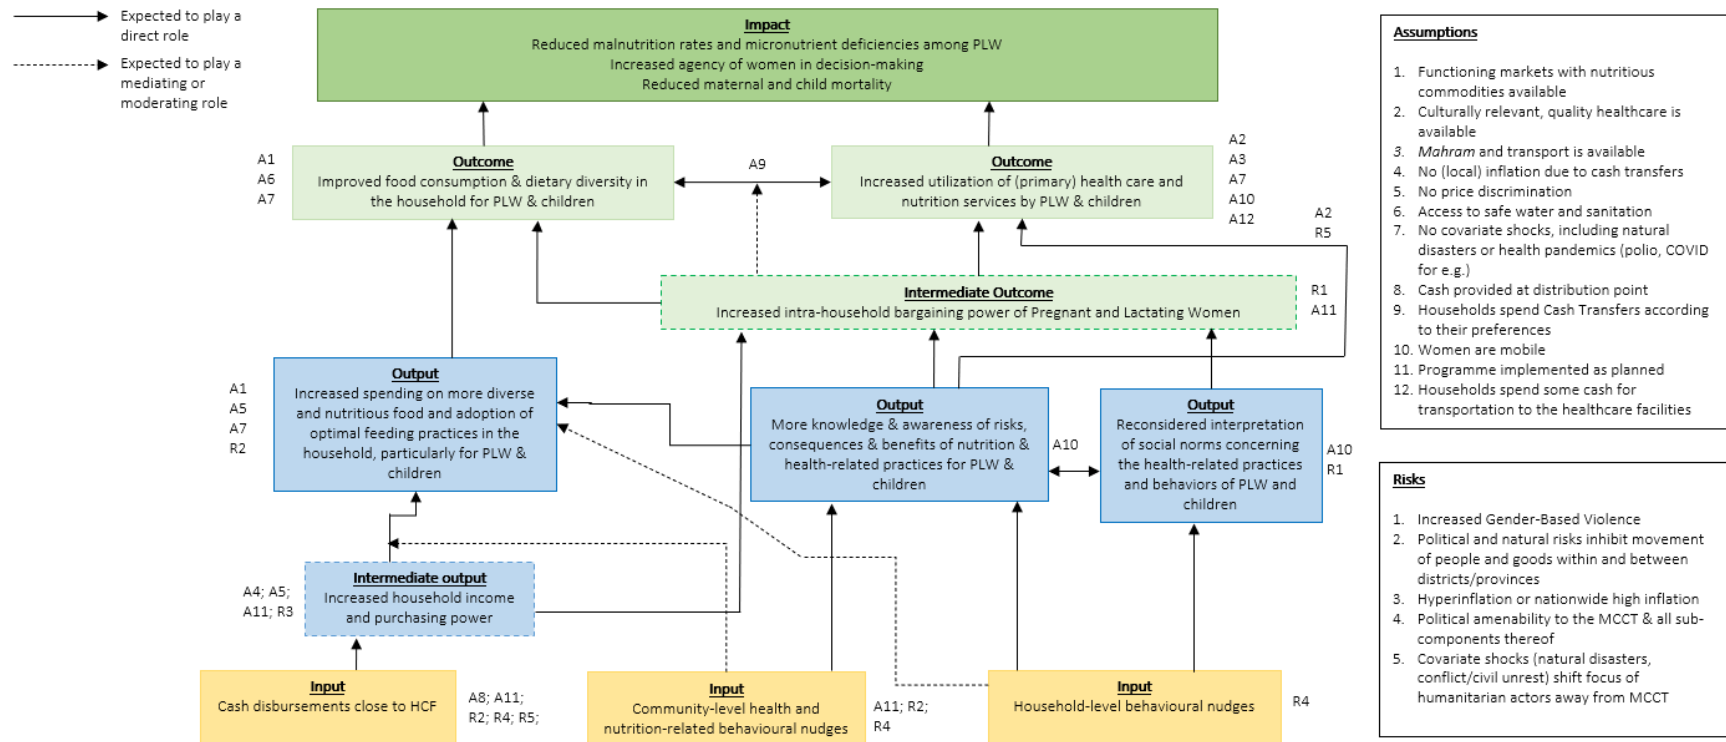 Expected to play a
direct role
Expected to play a
mediating or
moderating role
Impact
Reduced malnutrition rates and micronutrient deficiencies among PLW
Increased agency of women in decision-making
Reduced maternal and child mortality
A1
A6
A7
Outcome
Improved food consumption & dietary diversity in
the household for PLW & children
A9
Outcome
Increased utilization of (primary) health care and
nutrition services by PLW & children
A2
A3
A7
A10
A12
A2
R5
Intermediate Outcome
Increased intra-household bargaining power of Pregnant and Lactating Women
R1
A11
A1
A5
A7
R2
Output
Increased spending on more diverse
and nutritious food and adoption of
optimal feeding practices in the
household, particularly for PLW &
children
Output
More knowledge & awareness of risks,
consequences & benefits of nutrition &
health-related practices for PLW &
children
A10
Output
Reconsidered interpretation
of social norms concerning
the health-related practices
and behaviors of PLW and
children
A10
R1
A4; A5;
A11; R3
Intermediate output
Increased household income
and purchasing power
Input
Cash disbursements close to HCF
A8; A11;
R2; R4; R5;
Input
Community-level health and
nutrition-related behavioural nudges
A11; R2;
R4
Input
Household-level behavioural nudges
R4
Assumptions
1. Functioning markets with nutritious
commodities available
2. Culturally relevant, quality healthcare is
available
3. Mahram and transport is available
4. No (local) inflation due to cash transfers
5. No price discrimination
6. Access to safe water and sanitation
7. No covariate shocks, including natural
disasters or health pandemics (polio, COVID
for e.g.)
8. Cash provided at distribution point
9. Households spend Cash Transfers according
to their preferences
10. Women are mobile
11. Programme implemented as planned
12. Households spend some cash for
transportation to the healthcare facilities
Risks
1. Increased Gender-Based Violence
2. Political and natural risks inhibit movement
of people and goods within and between
districts/provinces
3. Hyperinflation or nationwide high inflation
4. Political amenability to the MCCT & all sub-
components thereof
5. Covariate shocks (natural disasters,
conflict/civil unrest) shift focus of
humanitarian actors away from MCCT